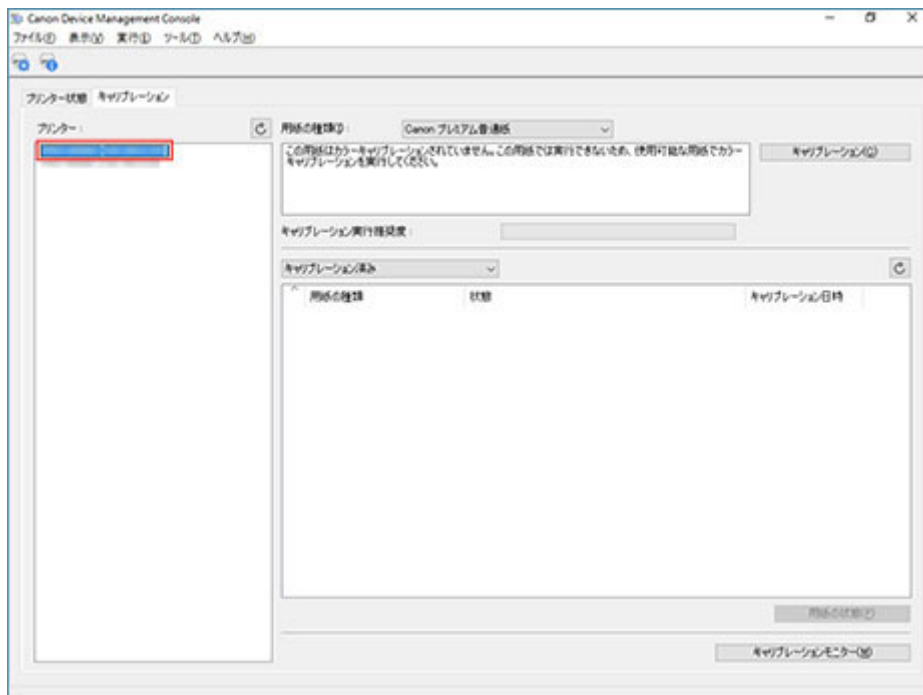 Canon Device Management Console
ファイル(F) 表示(V) 実行(I) ツール(T) ヘルプ(H)
プリンター状態 キャリブレーション
プリンター:
用紙の種類(I): Canon プレミアム普通紙
この用紙はカラーキャリブレーションされていません。この用紙では実行できないため、使用可能な用紙でカラー
キャリブレーションを実行してください。
キャリブレーション(C)
キャリブレーション実行推奨度:
キャリブレーション済み
用紙の種類 状態 キャリブレーション日時
用紙の状態(P)
キャリブレーションモニター(M)